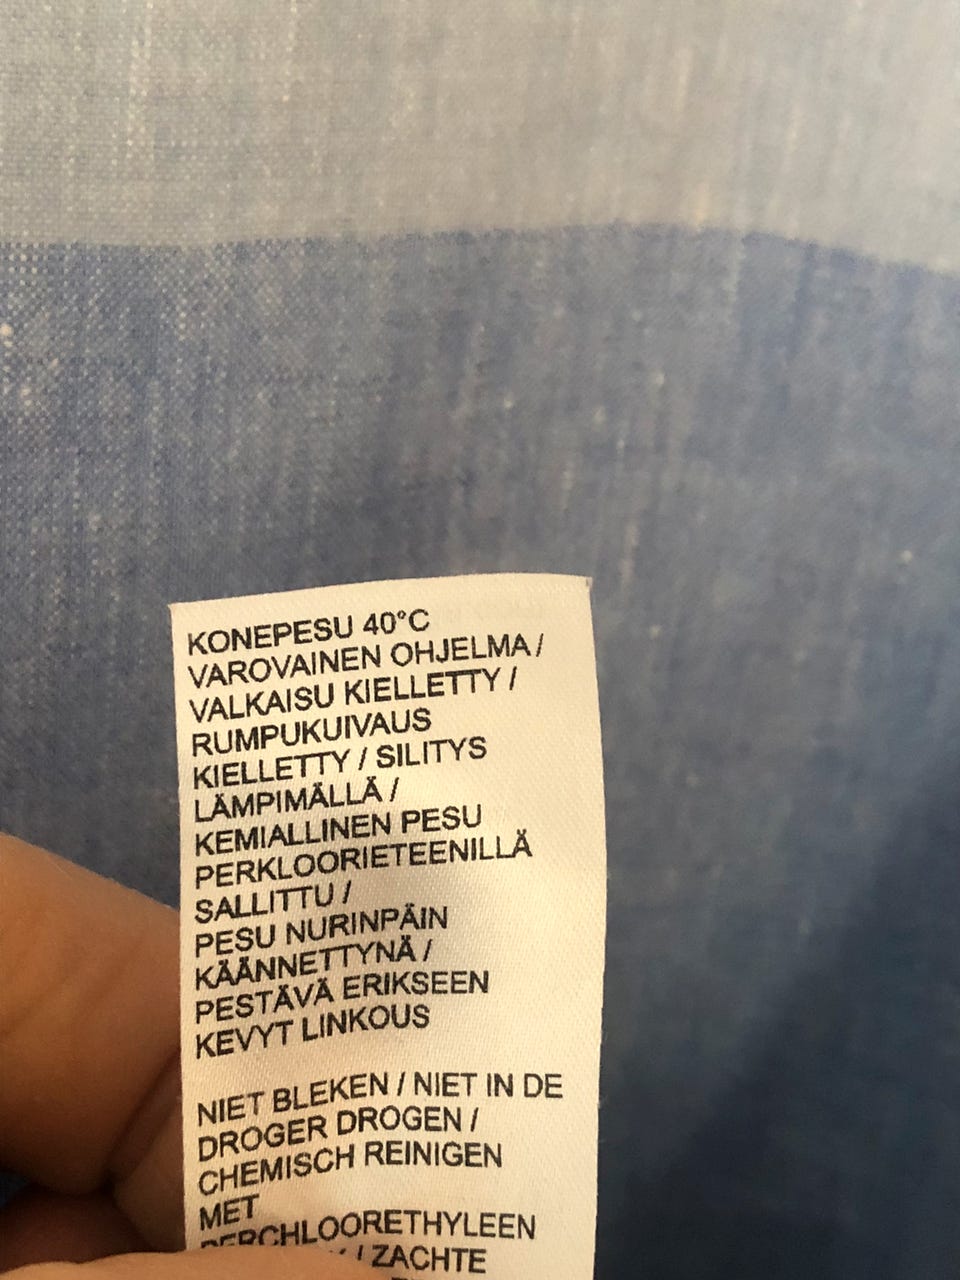 KONEPESU 40°C
VAROVAINEN OHJELMA /
VALKAISU KIELLETTY /
RUMPUKUIVAUS
KIELLETTY / SILITYS
LÄMPIMÄLLÄ /
KEMIALLINEN PESU
PERKLOORIETEENILLÄ
SALLITTU /
PESU NURINPÄIN
KÄÄNNETTYNÄ /
PESTÄVÄ ERIKSEEN
KEVYT LINKOUS
NIET BLEKEN / NIET IN DE
DROGER DROGEN /
CHEMISCH REINIGEN
MET
PERCHLOORETHYLEEN
/ ZACHTE